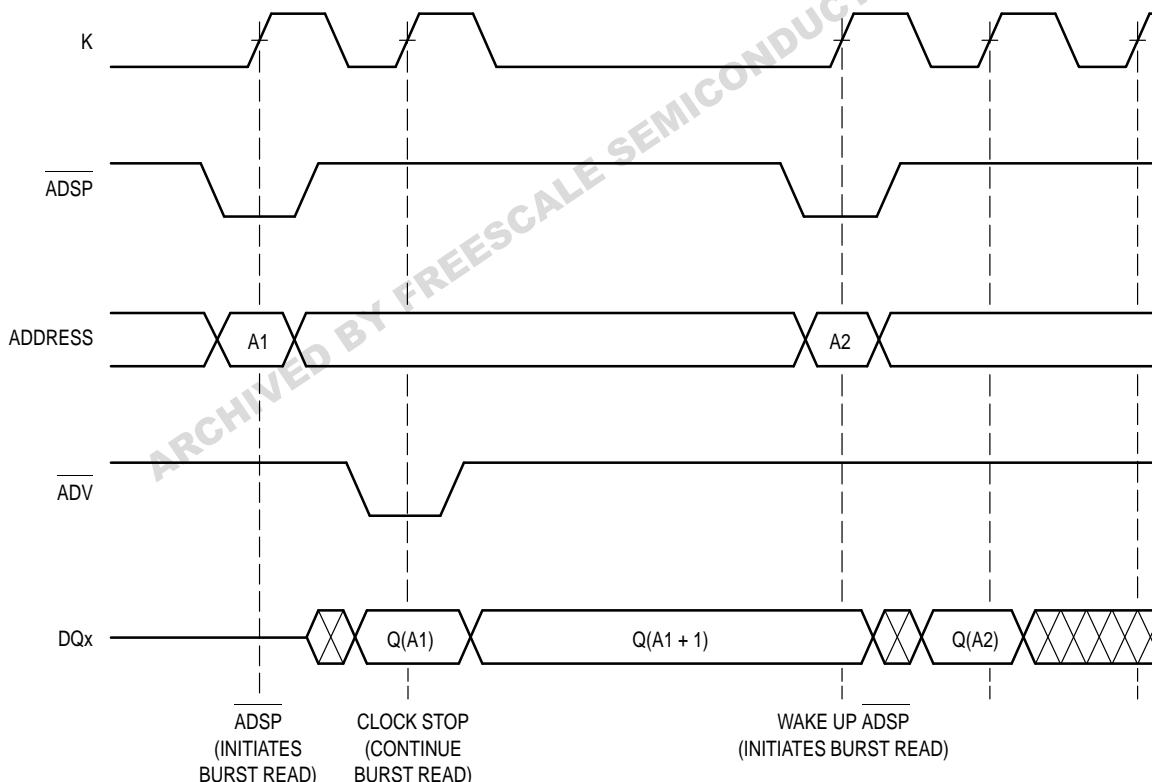 K
ADSP
ADDRESS
A1
A2
ADV
DQx
Q(A1)
Q(A1 + 1)
Q(A2)
ADSP
(INITIATES
BURST READ)
CLOCK STOP
(CONTINUE
BURST READ)
WAKE UP ADSP
(INITIATES BURST READ)
ARCHIVED BY FREESCALE SEMICONDUCT